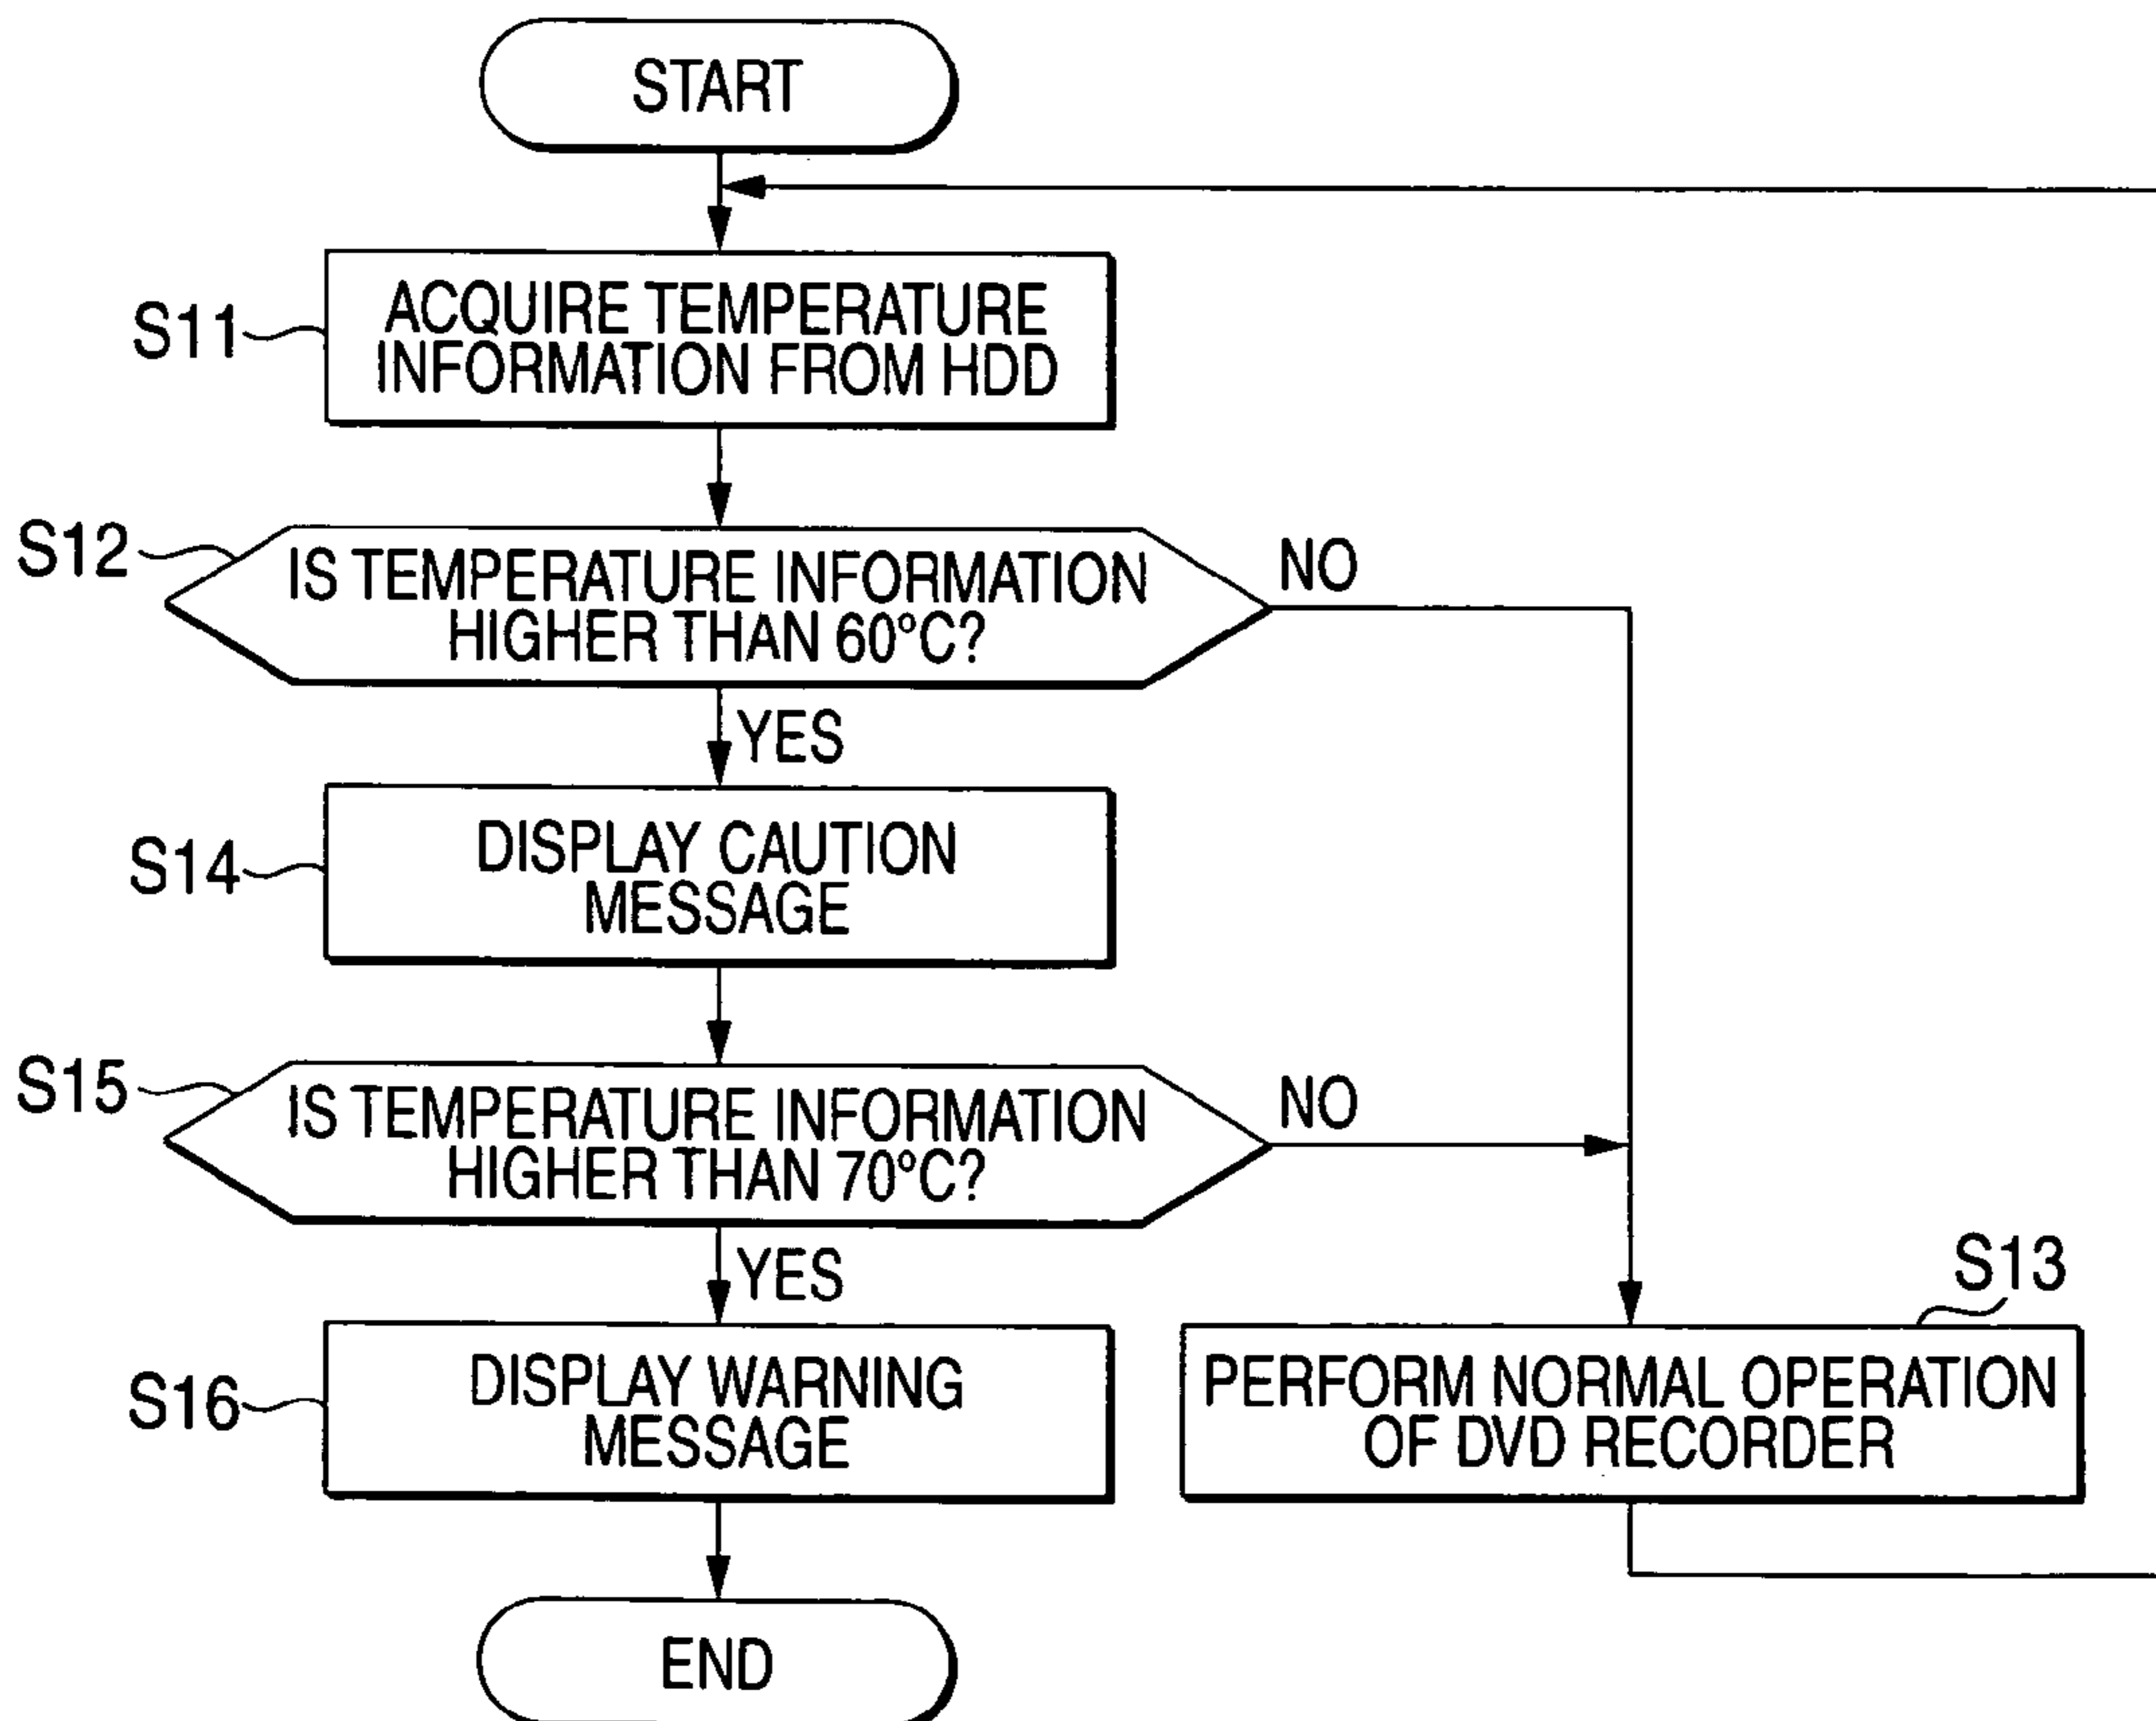 START
S11
ACQUIRE TEMPERATURE
INFORMATION FROM HDD
S12
IS TEMPERATURE INFORMATION
HIGHER THAN 60°C?
NO
YES
S14
DISPLAY CAUTION
MESSAGE
S15
IS TEMPERATURE INFORMATION
HIGHER THAN 70°C?
NO
YES
S13
S16
DISPLAY WARNING
MESSAGE
PERFORM NORMAL OPERATION
OF DVD RECORDER
END